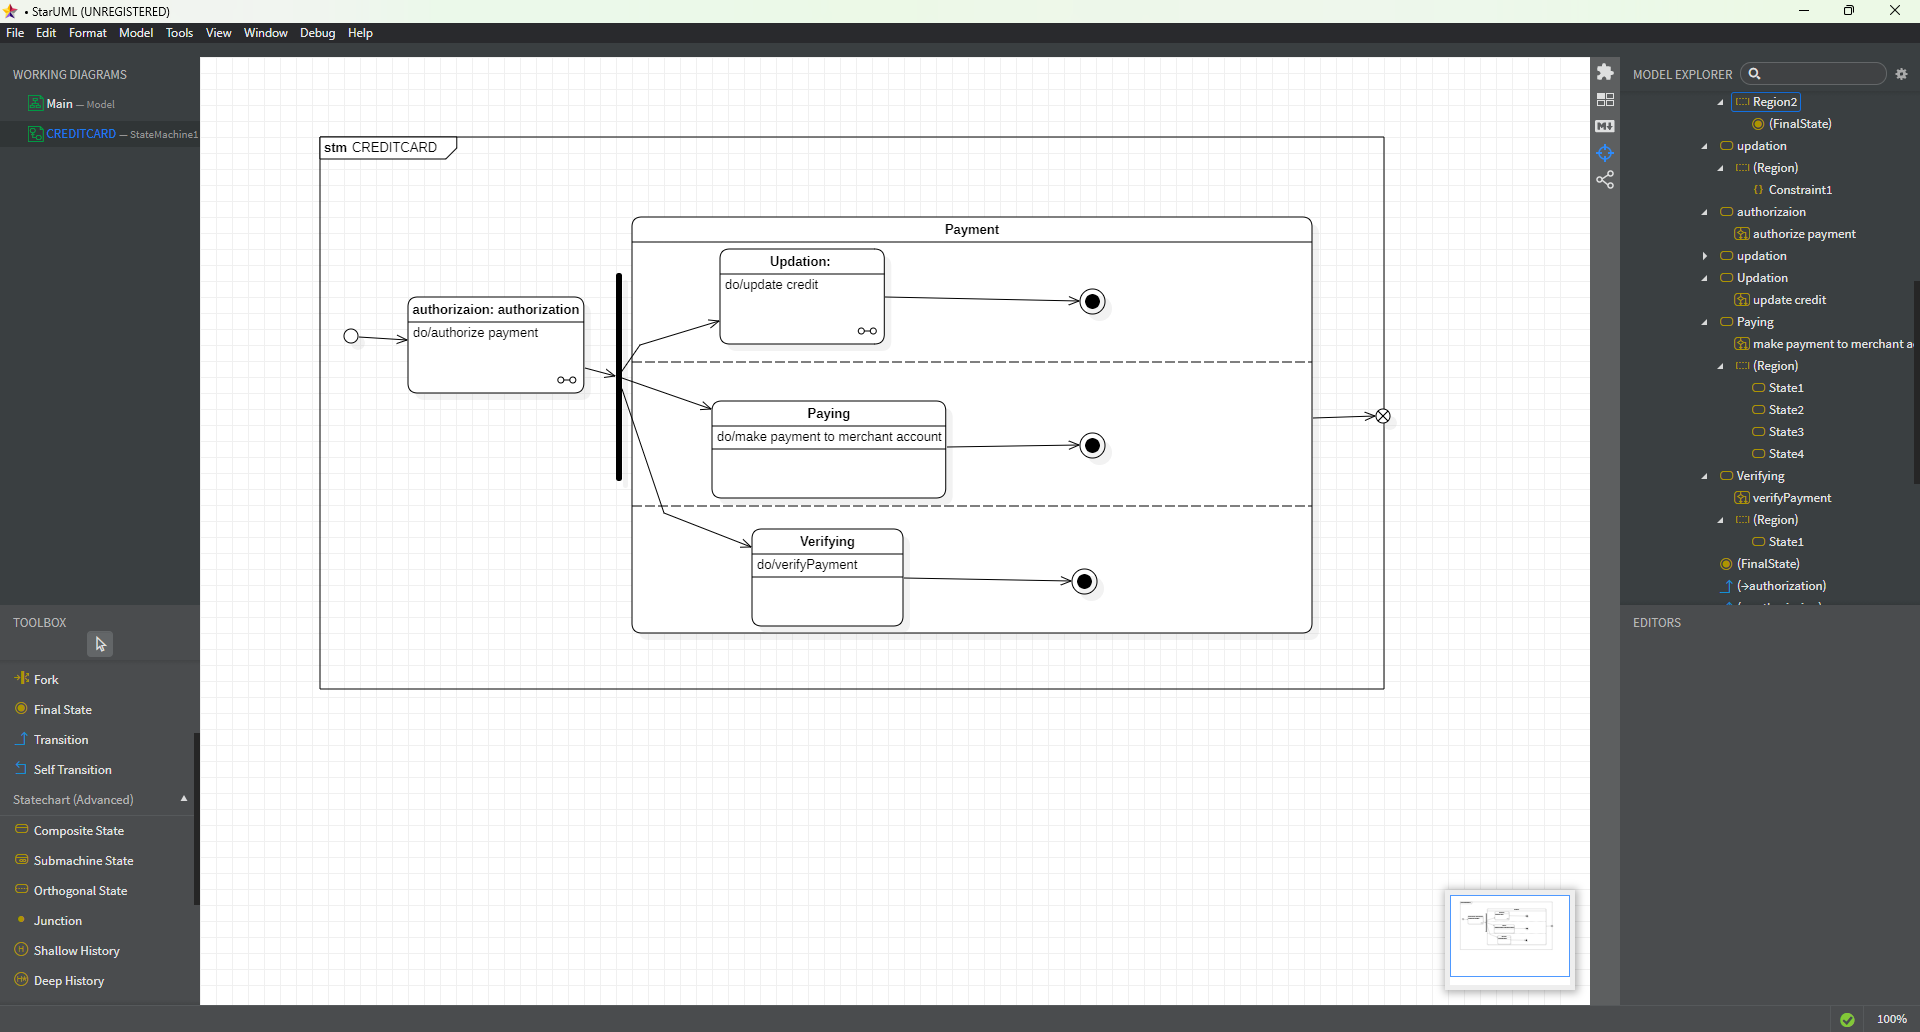 • StarUML (UNREGISTERED)
File Edit Format Model Tools View Window Debug Help
WORKING DIAGRAMS
Main — Model
CREDITCARD — StateMachine1
TOOLBOX
Fork
Final State
Transition
Self Transition
Statechart (Advanced)
Composite State
Submachine State
Orthogonal State
Junction
Shallow History
Deep History
stm CREDITCARD
Payment
authorizaion: authorization
do/authorize payment
Updation:
do/update credit
Paying
do/make payment to merchant account
Verifying
do/verifyPayment
MODEL EXPLORER
Region2
(FinalState)
updation
(Region)
{} Constraint1
authorizaion
authorize payment
updation
Updation
update credit
Paying
make payment to merchant a
(Region)
State1
State2
State3
State4
Verifying
verifyPayment
(Region)
State1
(FinalState)
(→authorization)
EDITORS
100%